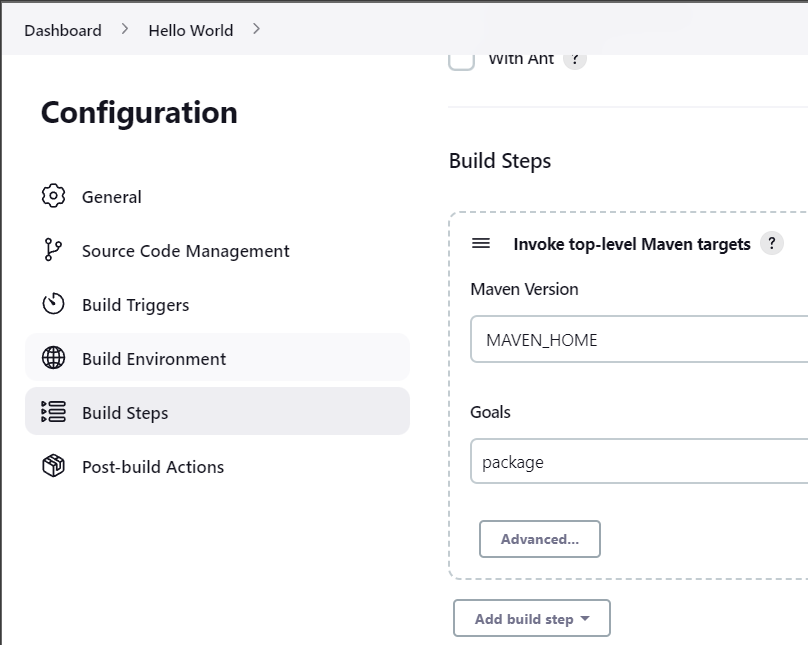 Dashboard > Hello World >
With Ant ?
Configuration
General
Source Code Management
Build Triggers
Build Environment
Build Steps
Post-build Actions
Build Steps
Invoke top-level Maven targets ?
Maven Version
MAVEN_HOME
Goals
package
Advanced...
Add build step